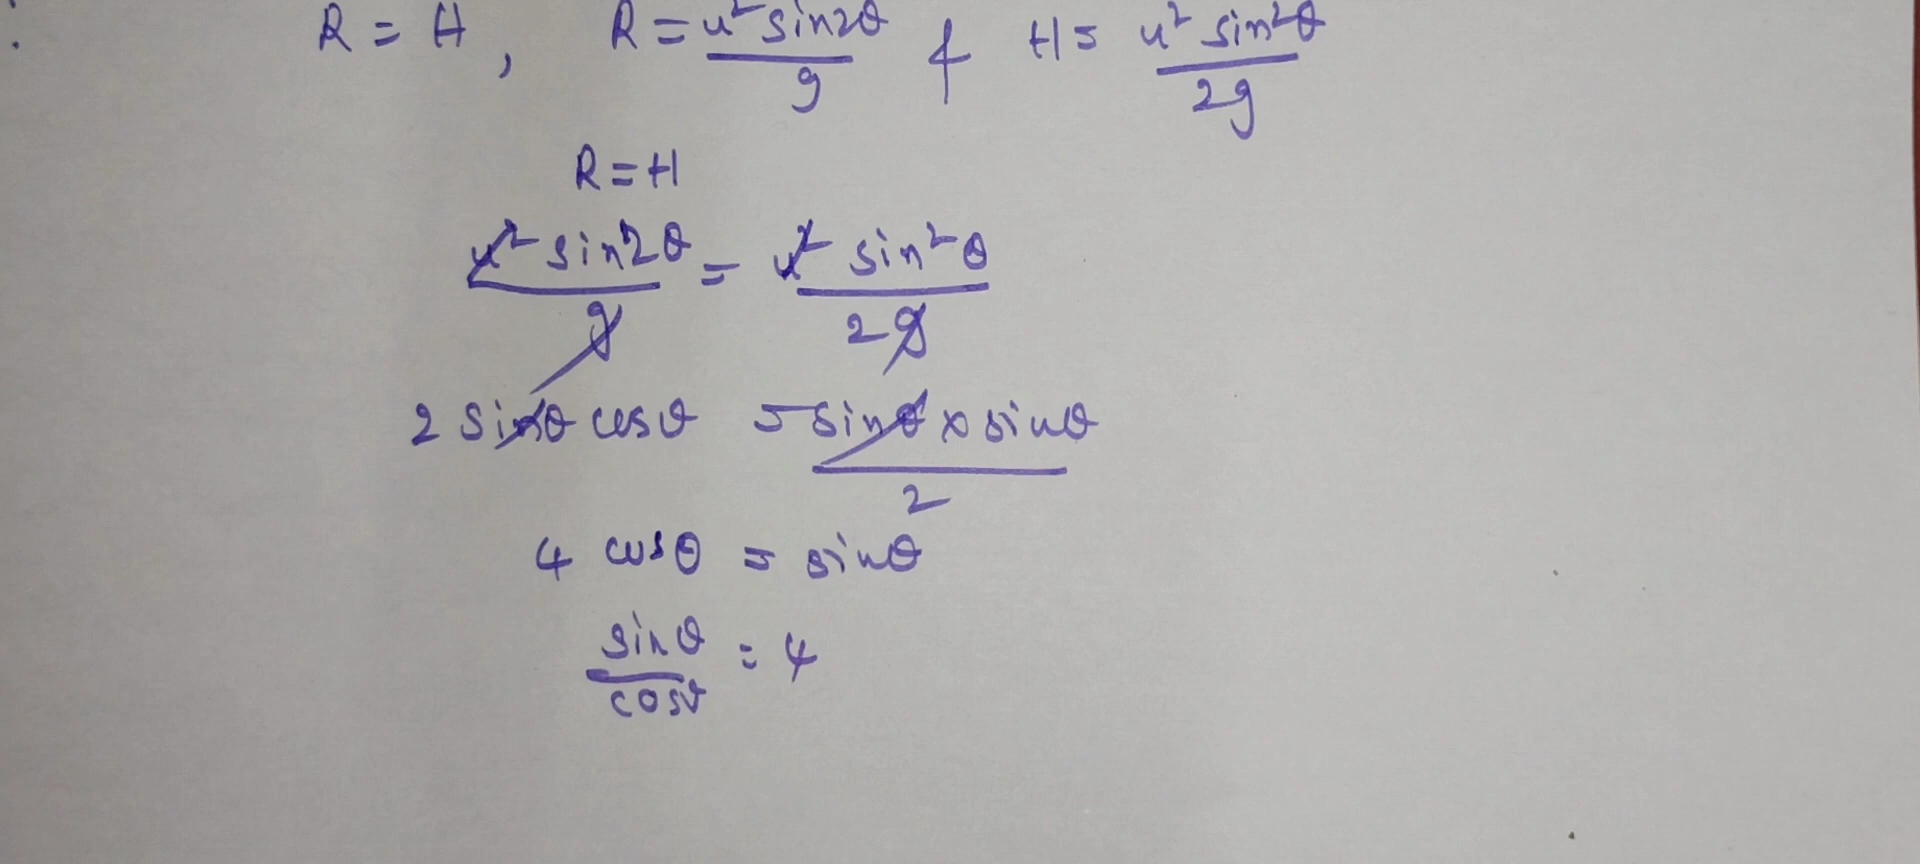 : R = H, R = u² sin2θ / g & H = u² sin²θ / 2g
R = H
u² sin2θ / g = u² sin²θ / 2g
2 sinθ cosθ = sinθ x sinθ / 2
4 cosθ = sinθ
sinθ / cosθ = 4